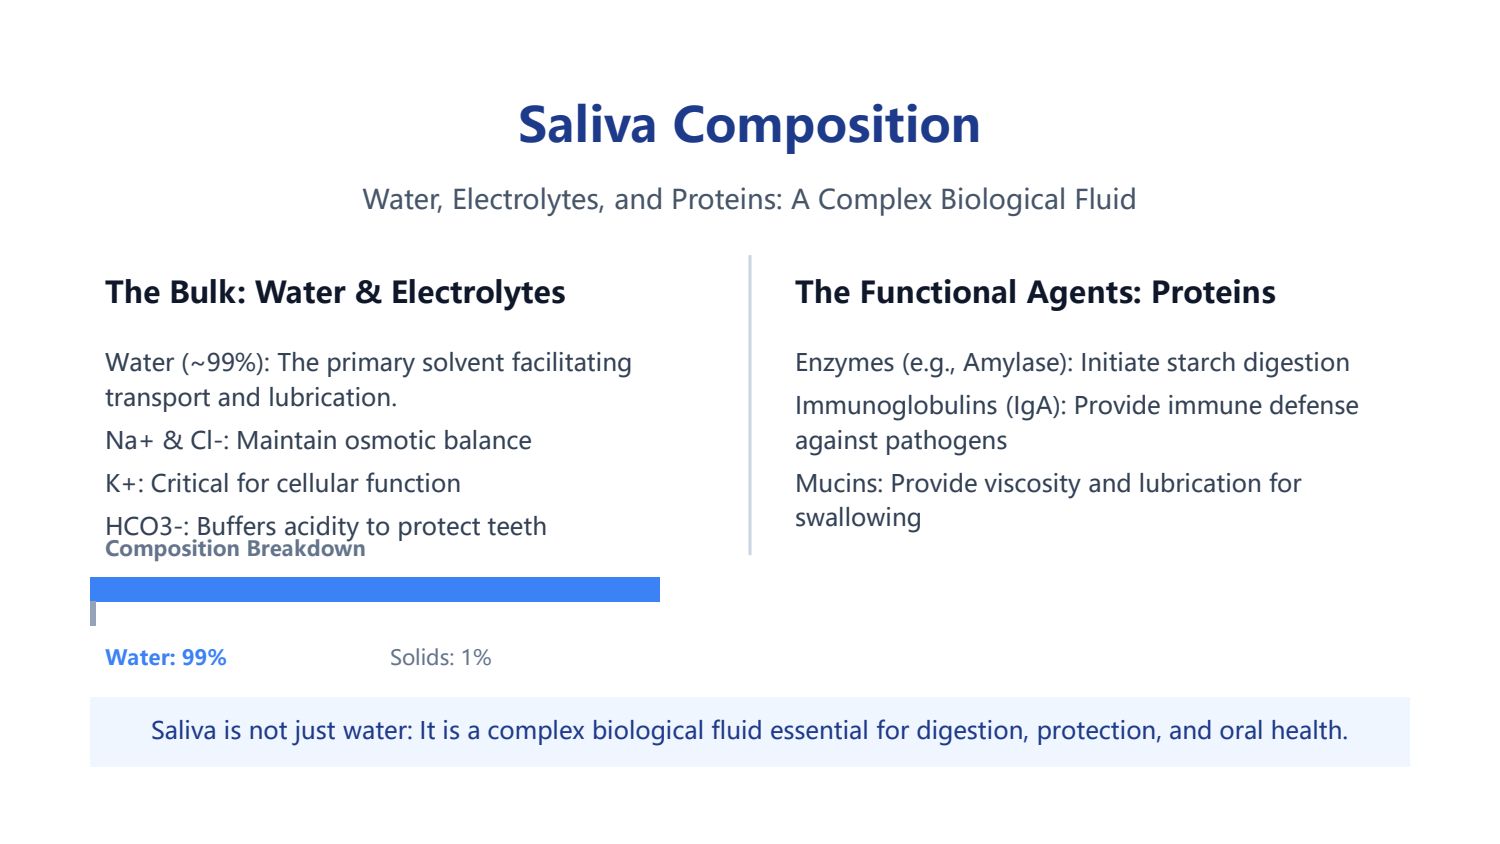 Saliva Composition
Water, Electrolytes, and Proteins: A Complex Biological Fluid
The Bulk: Water & Electrolytes
Water (~99%): The primary solvent facilitating
transport and lubrication.
Na+ & Cl-: Maintain osmotic balance
K+: Critical for cellular function
HCO3-: Buffers acidity to protect teeth
Composition Breakdown
Water: 99%
Solids: 1%
The Functional Agents: Proteins
Enzymes (e.g., Amylase): Initiate starch digestion
Immunoglobulins (IgA): Provide immune defense
against pathogens
Mucins: Provide viscosity and lubrication for
swallowing
Saliva is not just water: It is a complex biological fluid essential for digestion, protection, and oral health.